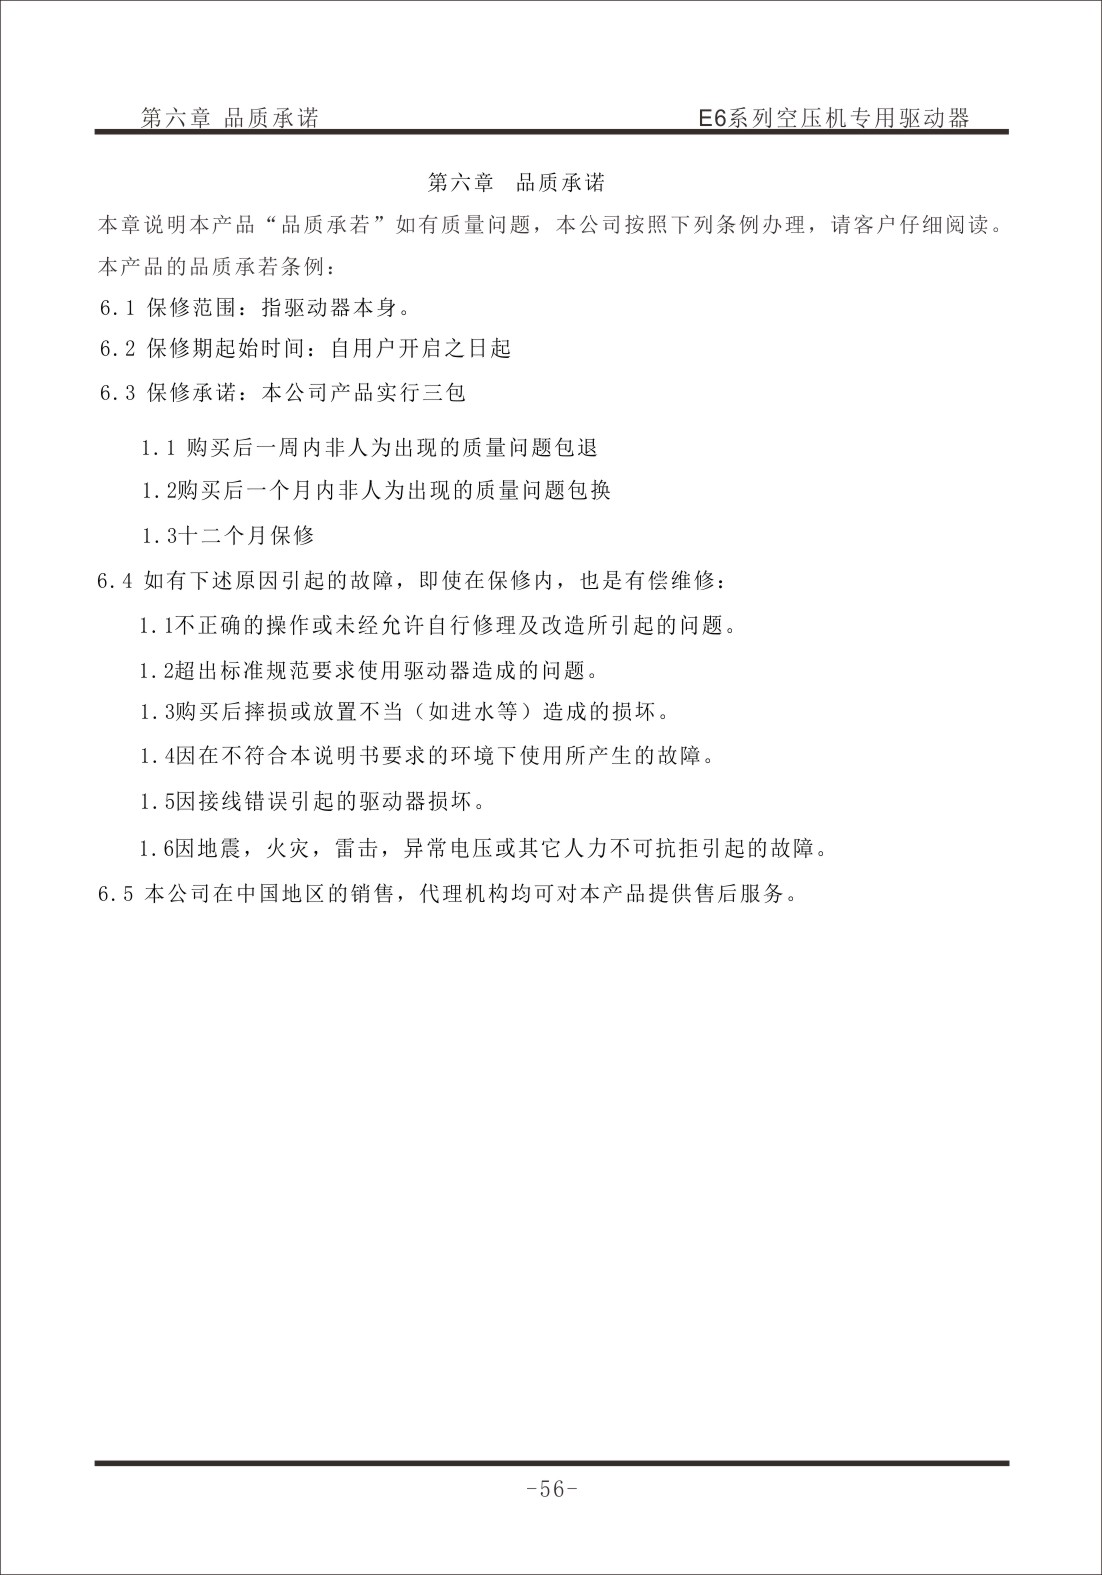 第六章 品质承诺 E6系列空压机专用驱动器
第六章 品质承诺
本章说明本产品“品质承若”如有质量问题，本公司按照下列条例办理，请客户仔细阅读。
本产品的品质承若条例：
6.1 保修范围：指驱动器本身。
6.2 保修期起始时间：自用户开启之日起
6.3 保修承诺：本公司产品实行三包
1.1 购买后一周内非人为出现的质量问题包退
1.2购买后一个月内非人为出现的质量问题包换
1.3十二个月保修
6.4 如有下述原因引起的故障，即使在保修内，也是有偿维修：
1.1不正确的操作或未经允许自行修理及改造所引起的问题。
1.2超出标准规范要求使用驱动器造成的问题。
1.3购买后摔损或放置不当（如进水等）造成的损坏。
1.4因在不符合本说明书要求的环境下使用所产生的故障。
1.5因接线错误引起的驱动器损坏。
1.6因地震，火灾，雷击，异常电压或其它人力不可抗拒引起的故障。
6.5 本公司在中国地区的销售，代理机构均可对本产品提供售后服务。
-56-